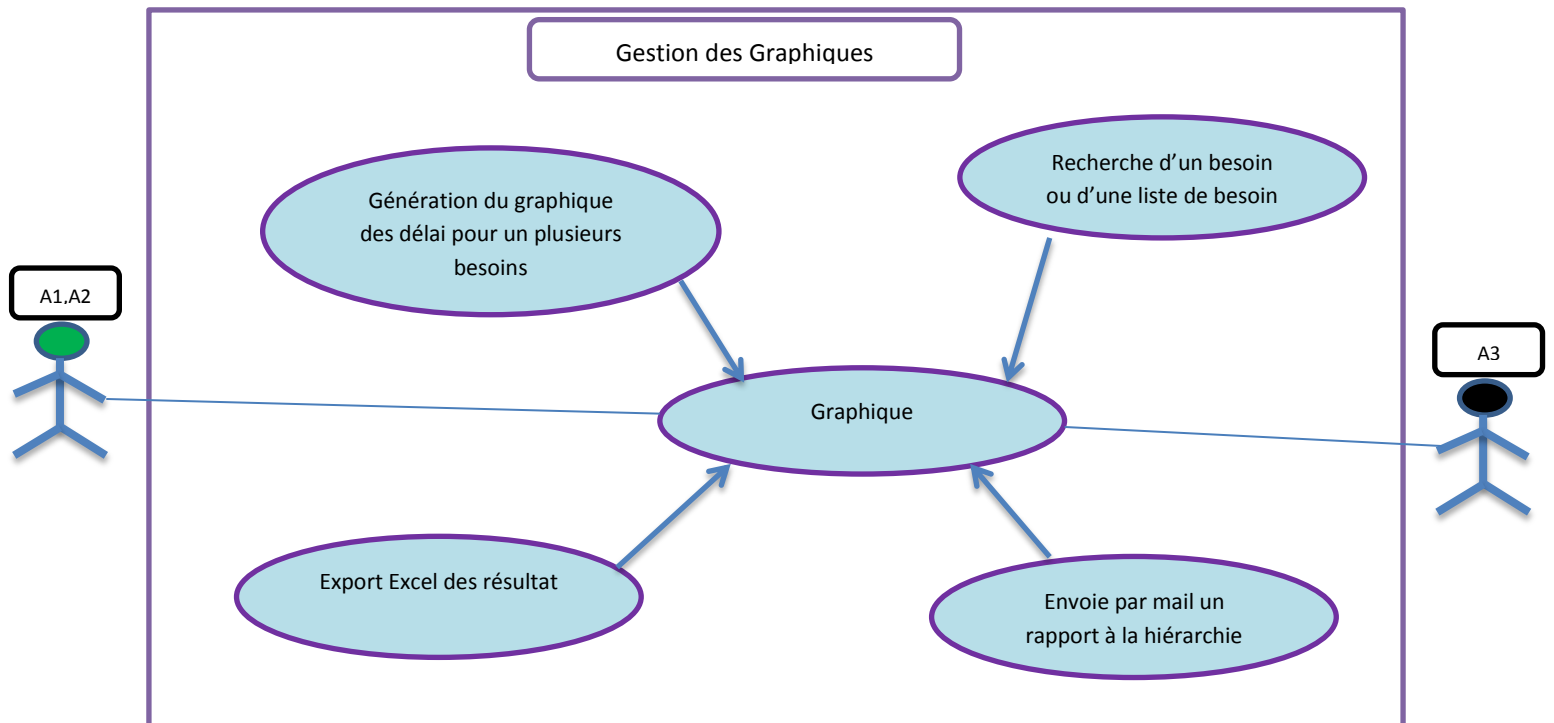 Gestion des Graphiques
Recherche d’un besoin
ou d’une liste de besoin
Génération du graphique
des délai pour un plusieurs
besoins
A1,A2
A3
Graphique
Export Excel des résultat
Envoie par mail un
rapport à la hiérarchie